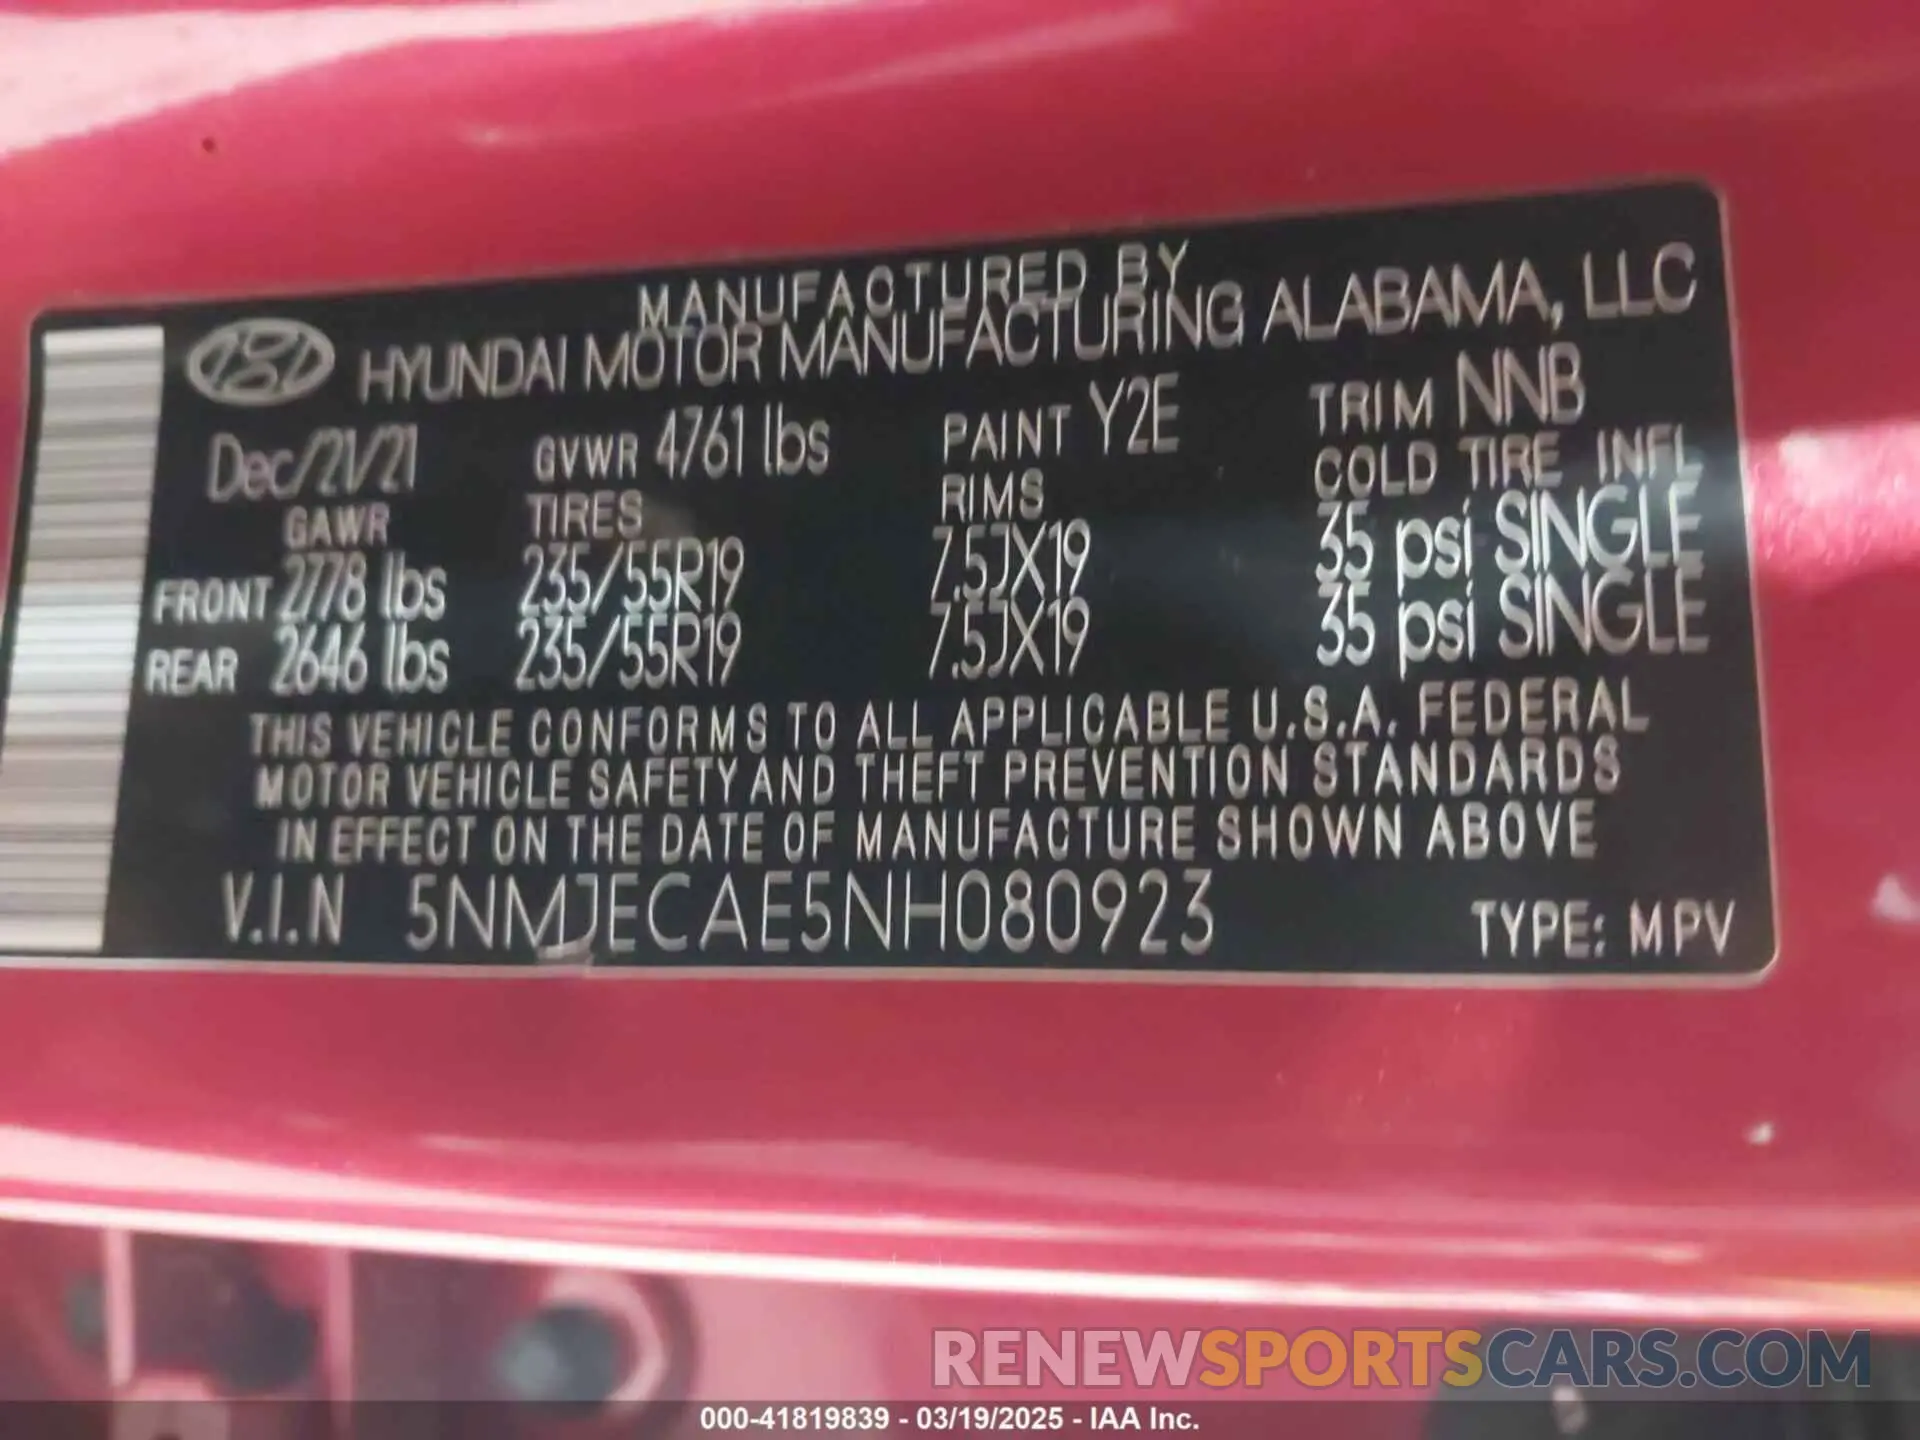 MANUFACTURED BY
HYUNDAI MOTOR MANUFACTURING ALABAMA, LLC
Dec/21/21 GVWR 4761 lbs PAINT Y2E TRIM NNB
GAWR TIRES RIMS COLD TIRE INFL
FRONT 2778 lbs 235/55R19 7.5JX19 35 psi SINGLE
REAR 2646 lbs 235/55R19 7.5JX19 35 psi SINGLE
THIS VEHICLE CONFORMS TO ALL APPLICABLE U.S.A. FEDERAL
MOTOR VEHICLE SAFETY AND THEFT PREVENTION STANDARDS
IN EFFECT ON THE DATE OF MANUFACTURE SHOWN ABOVE
V.I.N 5NMJECAE5NH080923 TYPE: MPV
RENEWSPORTSCARS.COM
000-41819839 - 03/19/2025 - IAA Inc.